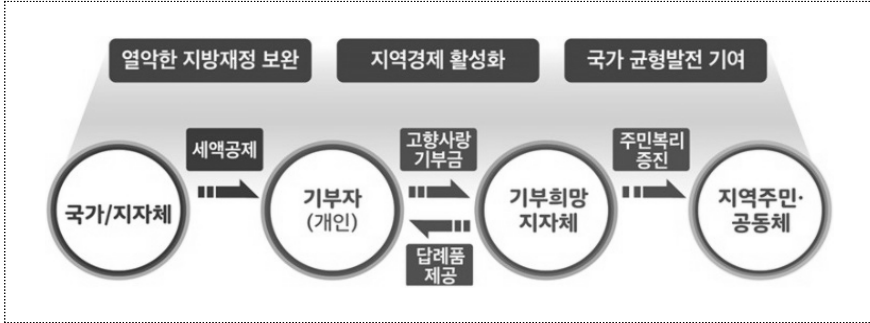 열악한 지방재정 보완
지역경제 활성화
국가 균형발전 기여
국가/지자체
세액공제
기부자
(개인)
고향사랑
기부금
답례품
제공
기부희망
지자체
주민복리
증진
지역주민·
공동체